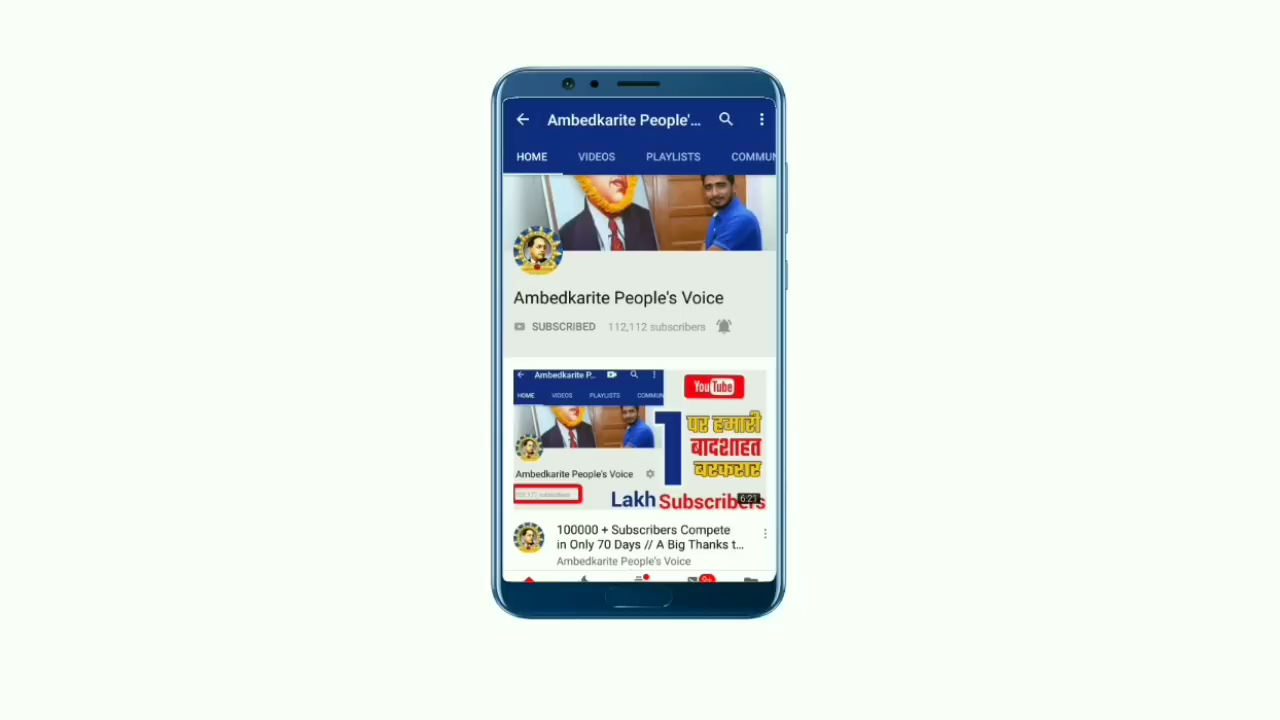 Ambedkarite People'...
HOME VIDEOS PLAYLISTS COMMUN
Ambedkarite People's Voice
SUBSCRIBED 112,112 subscribers
Ambedkarite P...
HOME VIDEOS PLAYLISTS COMMUN
YouTube
1 पर हमारी
बादशाहत
बरकरार
Ambedkarite People's Voice
Lakh Subscribers
6:21
100000 + Subscribers Compete
in Only 70 Days // A Big Thanks t...
Ambedkarite People's Voice
9+